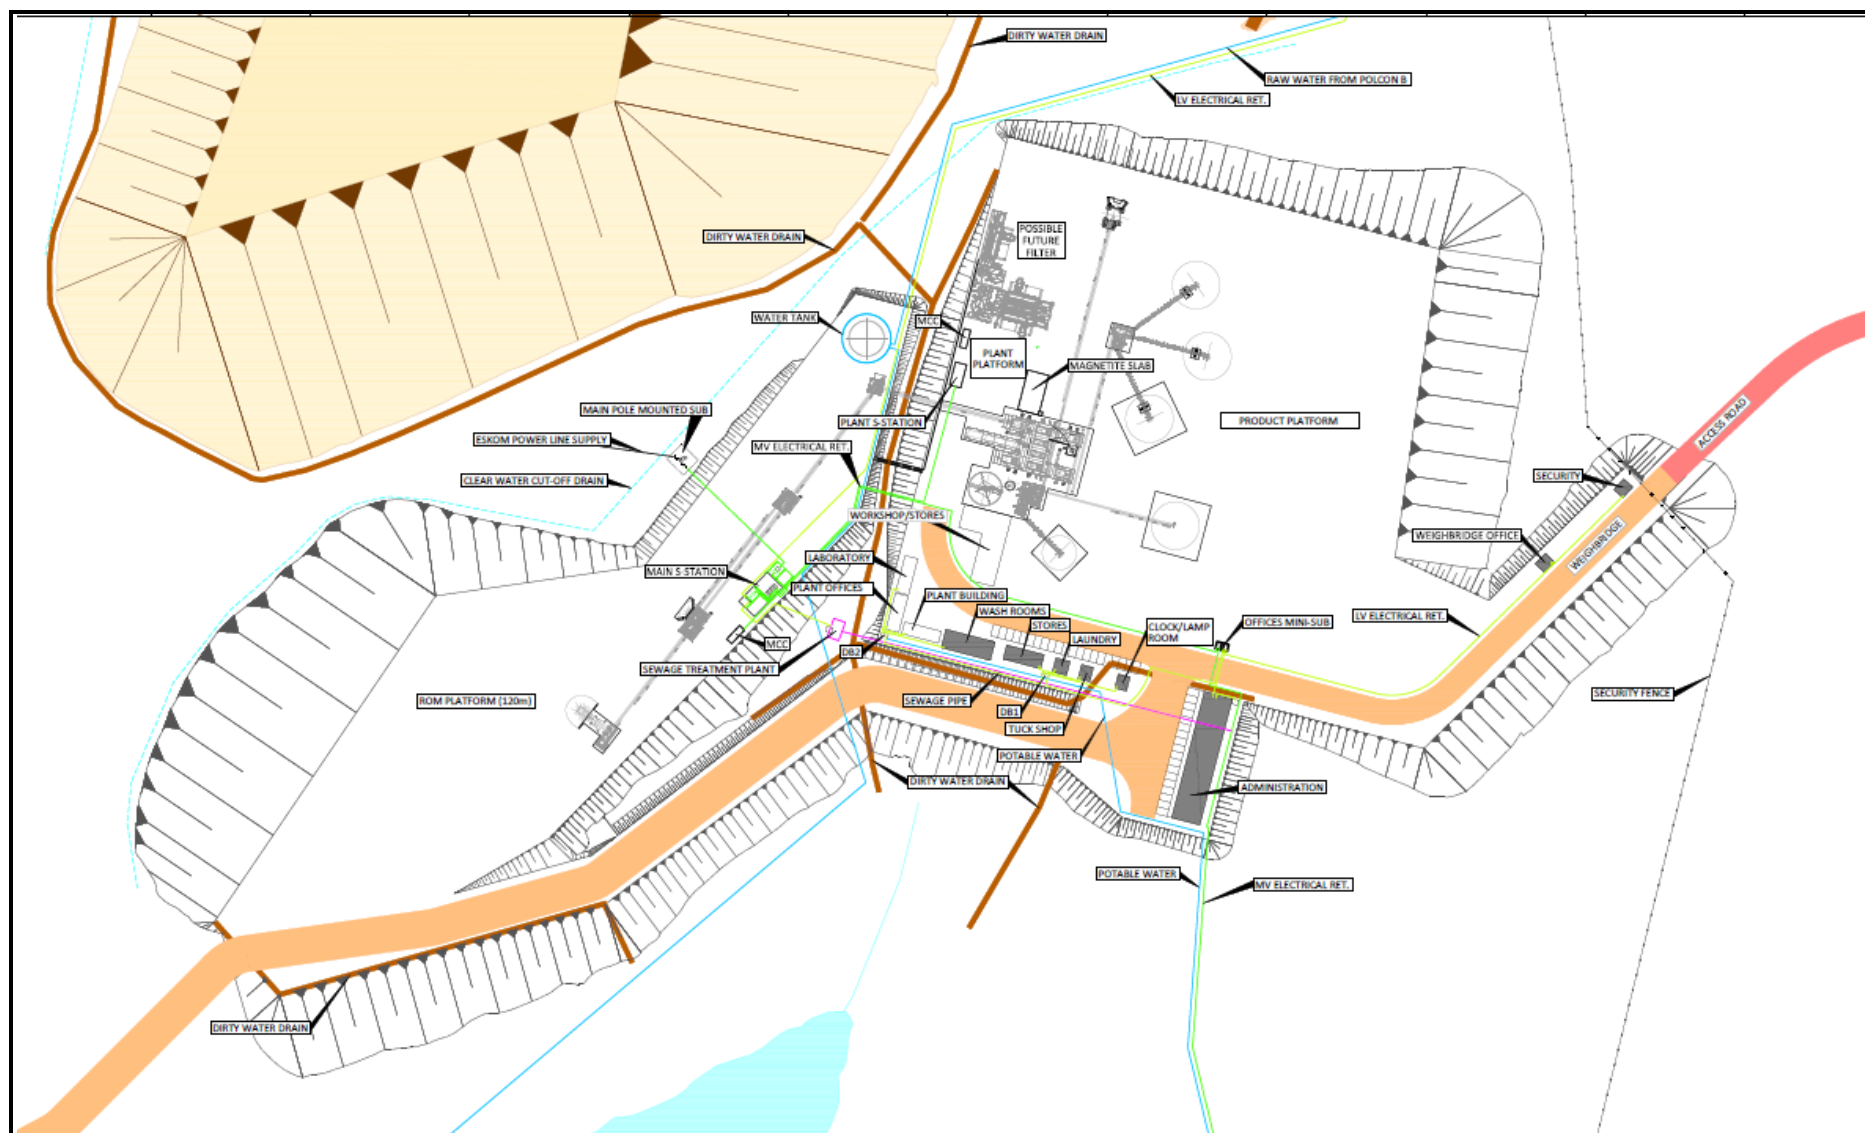 DIRTY WATER DRAIN
RAW WATER FROM POLCON B
LV ELECTRICAL RET.
DIRTY WATER DRAIN
POSSIBLE
FUTURE
FILTER
WATER TANK
MCC
PLANT
PLATFORM
MAGNETITE SLAB
MAIN POLE MOUNTED SUB
PLANT S-STATION
PRODUCT PLATFORM
ACCESS ROAD
ESKOM POWER LINE SUPPLY
MV ELECTRICAL RET.
CLEAR WATER CUT-OFF DRAIN
SECURITY
WORKSHOP/STORES
WEIGHBRIDGE OFFICE
WEIGHBRIDGE
LABORATORY
MAIN S-STATION
PLANT OFFICES
PLANT BUILDING
WASH ROOMS
STORES
CLOCK/LAMP
ROOM
OFFICES MINI-SUB
LV ELECTRICAL RET.
LAUNDRY
MCC
DB2
SEWAGE TREATMENT PLANT
SECURITY FENCE
ROM PLATFORM (120m)
SEWAGE PIPE
DB1
TUCK SHOP
POTABLE WATER
DIRTY WATER DRAIN
ADMINISTRATION
POTABLE WATER
MV ELECTRICAL RET.
DIRTY WATER DRAIN